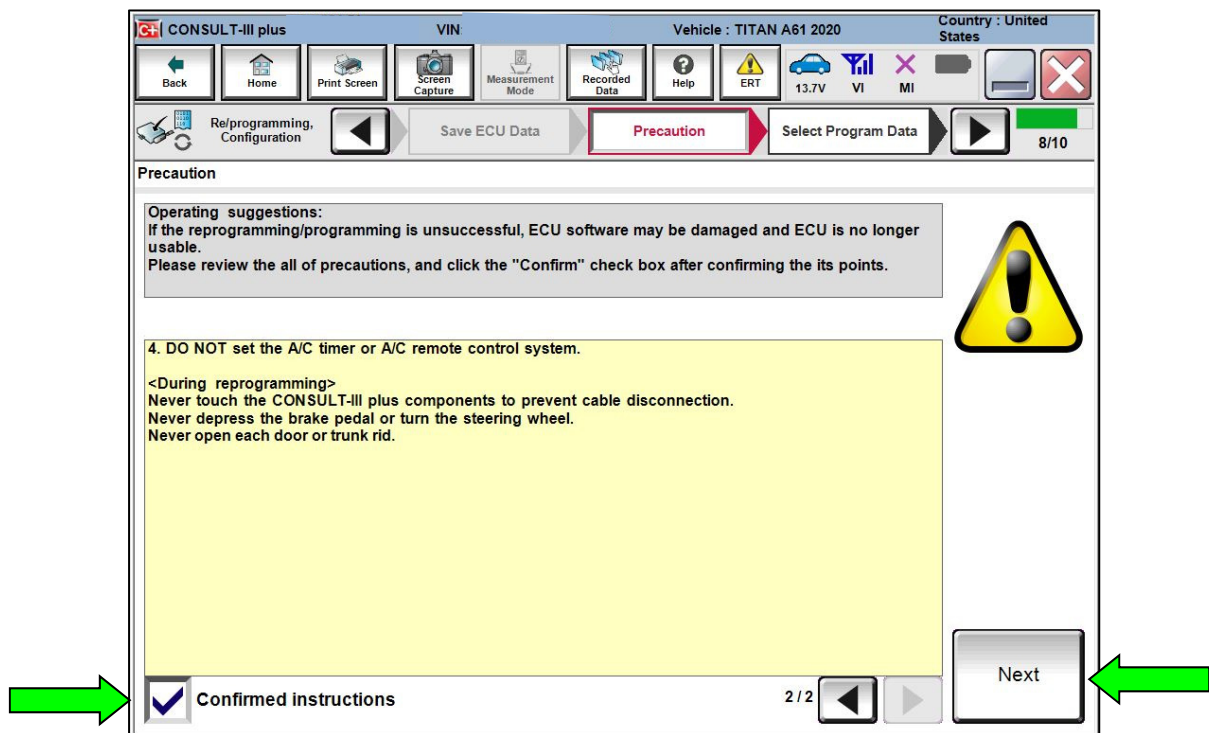 C+ CONSULT-III plus VIN: Vehicle : TITAN A61 2020 Country : United States
Back Home Print Screen Screen Capture Measurement Mode Recorded Data Help ERT 13.7V VI MI
Re/programming, Configuration Save ECU Data Precaution Select Program Data 8/10
Precaution
Operating suggestions:
If the reprogramming/programming is unsuccessful, ECU software may be damaged and ECU is no longer
usable.
Please review the all of precautions, and click the "Confirm" check box after confirming the its points.
4. DO NOT set the A/C timer or A/C remote control system.
<During reprogramming>
Never touch the CONSULT-III plus components to prevent cable disconnection.
Never depress the brake pedal or turn the steering wheel.
Never open each door or trunk rid.
Confirmed instructions 2/2 Next